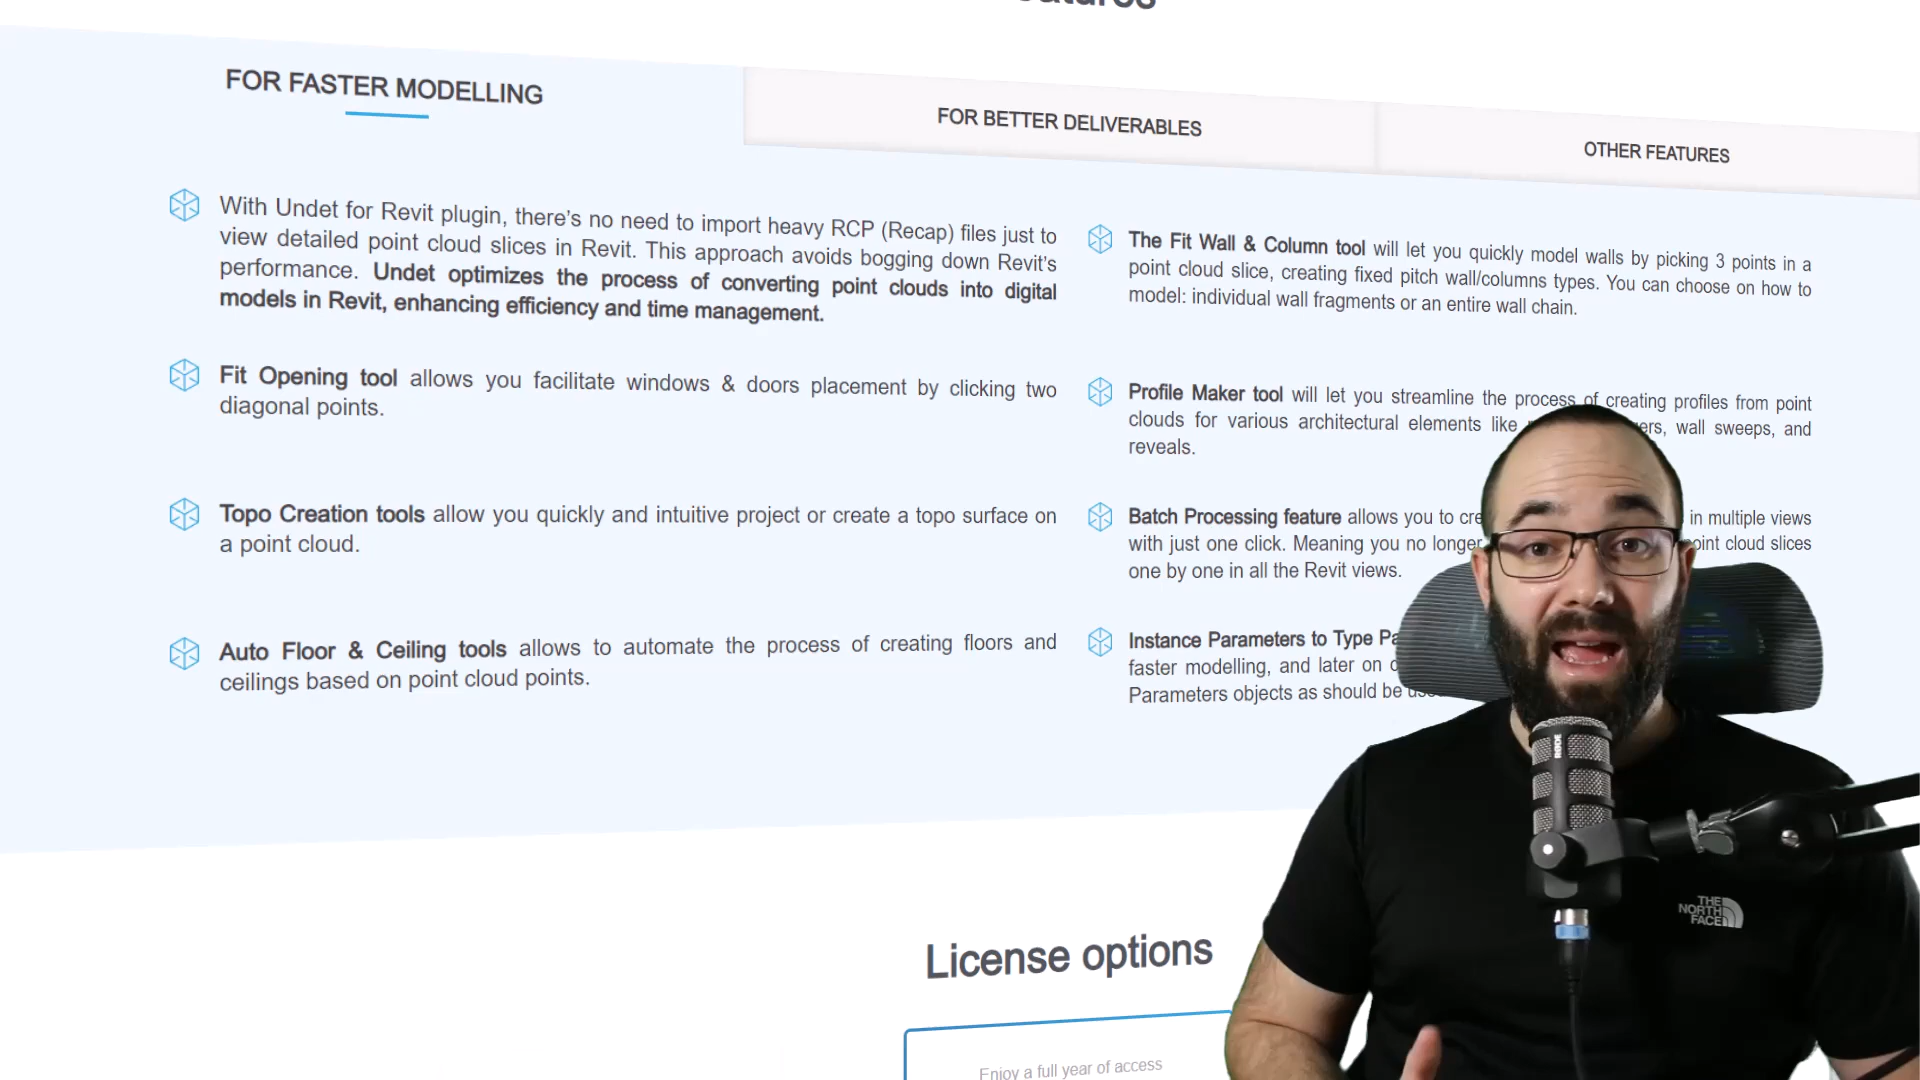 FOR FASTER MODELLING
FOR BETTER DELIVERABLES
OTHER FEATURES
With Undet for Revit plugin, there's no need to import heavy RCP (Recap) files just to
view detailed point cloud slices in Revit. This approach avoids bogging down Revit's
performance. Undet optimizes the process of converting point clouds into digital
models in Revit, enhancing efficiency and time management.
Fit Opening tool allows you facilitate windows & doors placement by clicking two
diagonal points.
Topo Creation tools allow you quickly and intuitive project or create a topo surface on
a point cloud.
Auto Floor & Ceiling tools allows to automate the process of creating floors and
ceilings based on point cloud points.
The Fit Wall & Column tool will let you quickly model walls by picking 3 points in a
point cloud slice, creating fixed pitch wall/columns types. You can choose on how to
model: individual wall fragments or an entire wall chain.
Profile Maker tool will let you streamline the process of creating profiles from point
clouds for various architectural elements like wall sweeps, and
reveals.
Batch Processing feature allows you to in multiple views
with just one click. Meaning you no longer point cloud slices
one by one in all the Revit views.
Instance Parameters to Type
faster modelling, and later on
Parameters objects as should be
License options
Enjoy a full year of access
RØDE
THE
NORTH
FACE